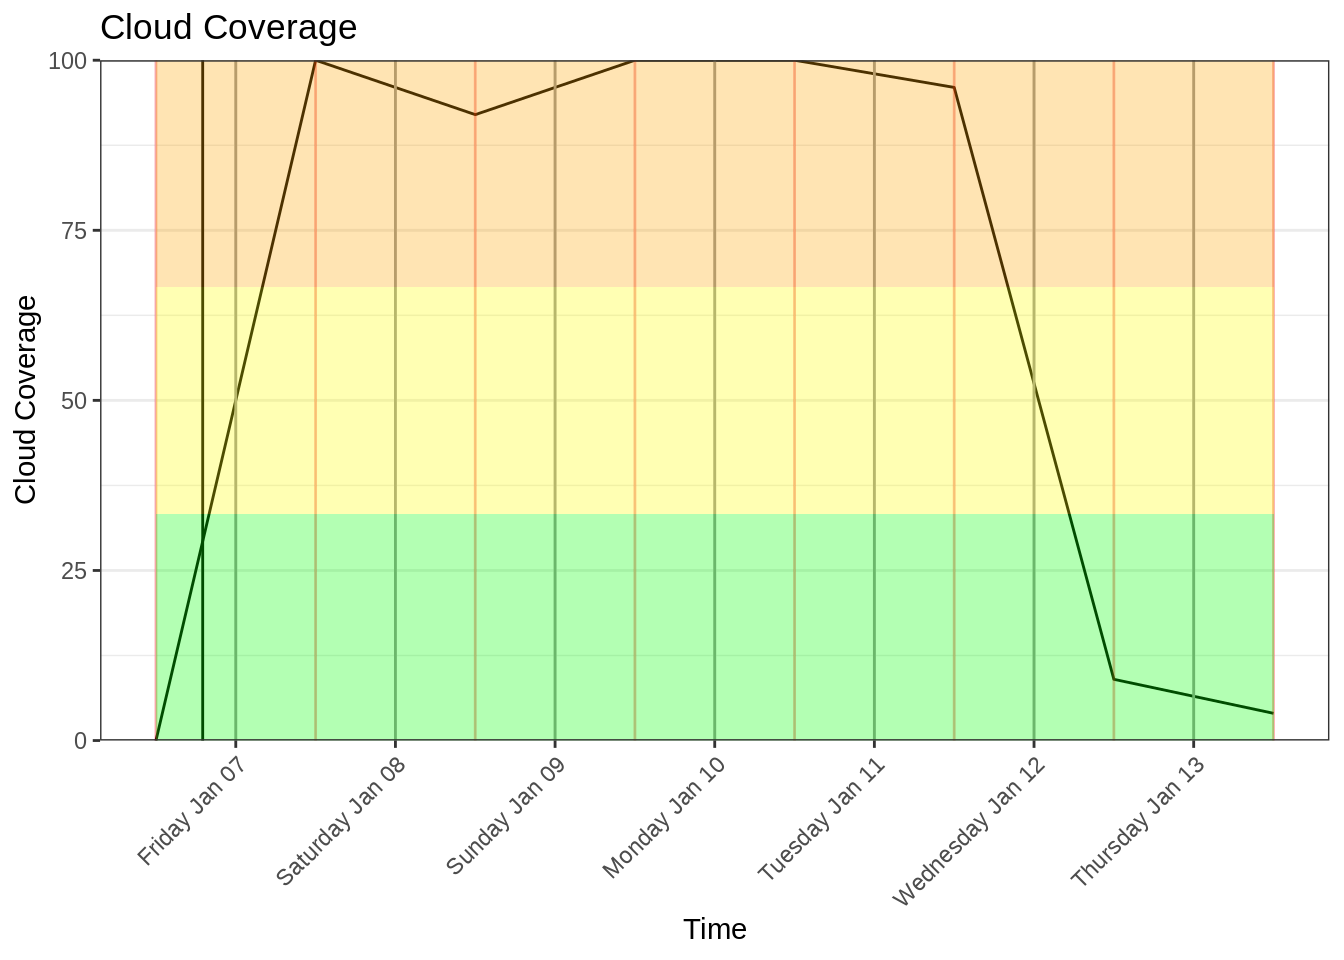 Cloud Coverage
Cloud Coverage
100
75
50
25
0
Friday Jan 07
Saturday Jan 08
Sunday Jan 09
Monday Jan 10
Tuesday Jan 11
Wednesday Jan 12
Thursday Jan 13
Time